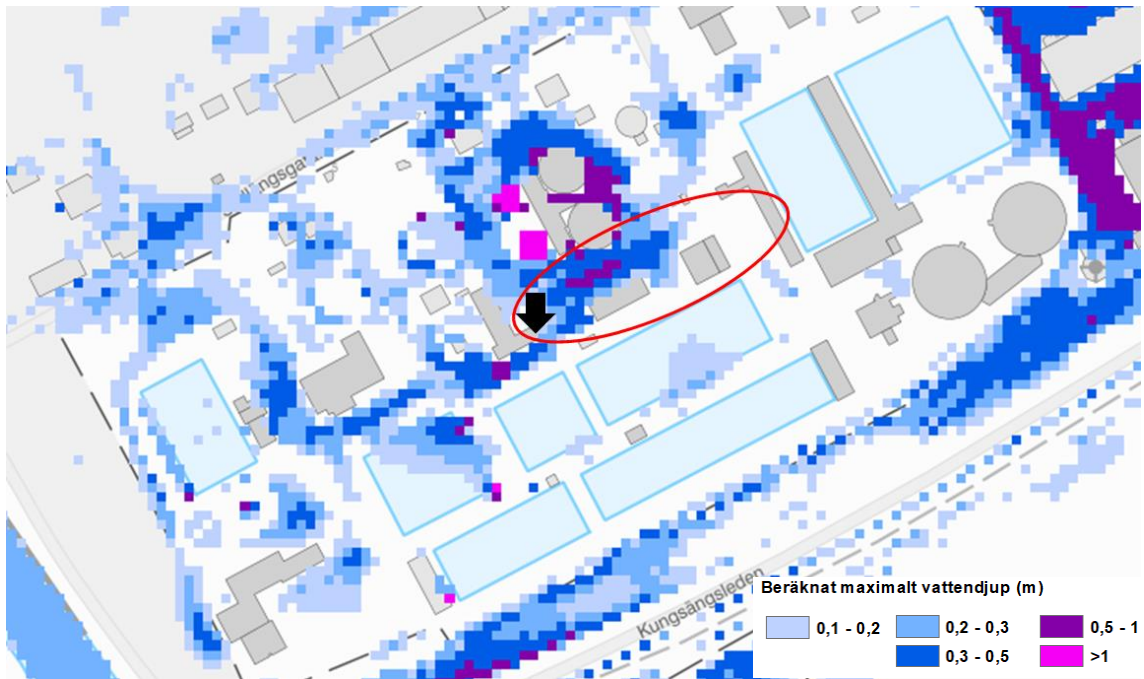 Kungsängsleden
Beräknat maximalt vattendjup (m)
0,1 - 0,2
0,2 - 0,3
0,5 - 1
0,3 - 0,5
>1